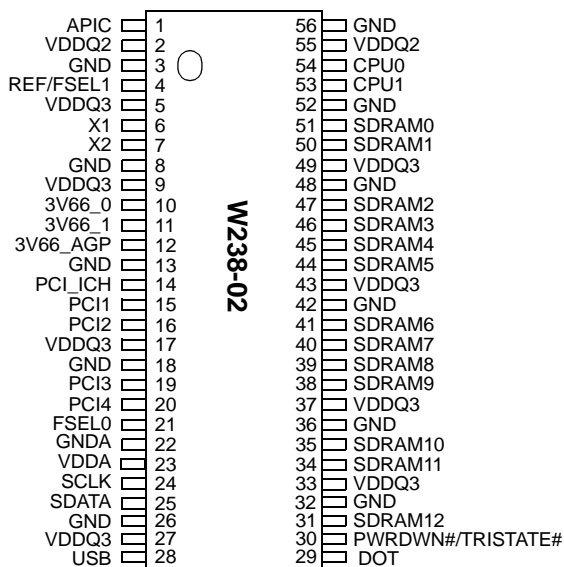 APIC 1 56 GND
VDDQ2 2 55 VDDQ2
GND 3 54 CPU0
REF/FSEL1 4 53 CPU1
VDDQ3 5 52 GND
X1 6 51 SDRAM0
X2 7 50 SDRAM1
GND 8 49 VDDQ3
VDDQ3 9 48 GND
3V66_0 10 47 SDRAM2
3V66_1 11 46 SDRAM3
3V66_AGP 12 45 SDRAM4
GND 13 44 SDRAM5
PCI_ICH 14 43 VDDQ3
PCI1 15 42 GND
PCI2 16 41 SDRAM6
VDDQ3 17 40 SDRAM7
GND 18 39 SDRAM8
PCI3 19 38 SDRAM9
PCI4 20 37 VDDQ3
FSEL0 21 36 GND
GNDA 22 35 SDRAM10
VDDA 23 34 SDRAM11
SCLK 24 33 VDDQ3
SDATA 25 32 GND
GND 26 31 SDRAM12
VDDQ3 27 30 PWRDWN#/TRISTATE#
USB 28 29 DOT
W238-02